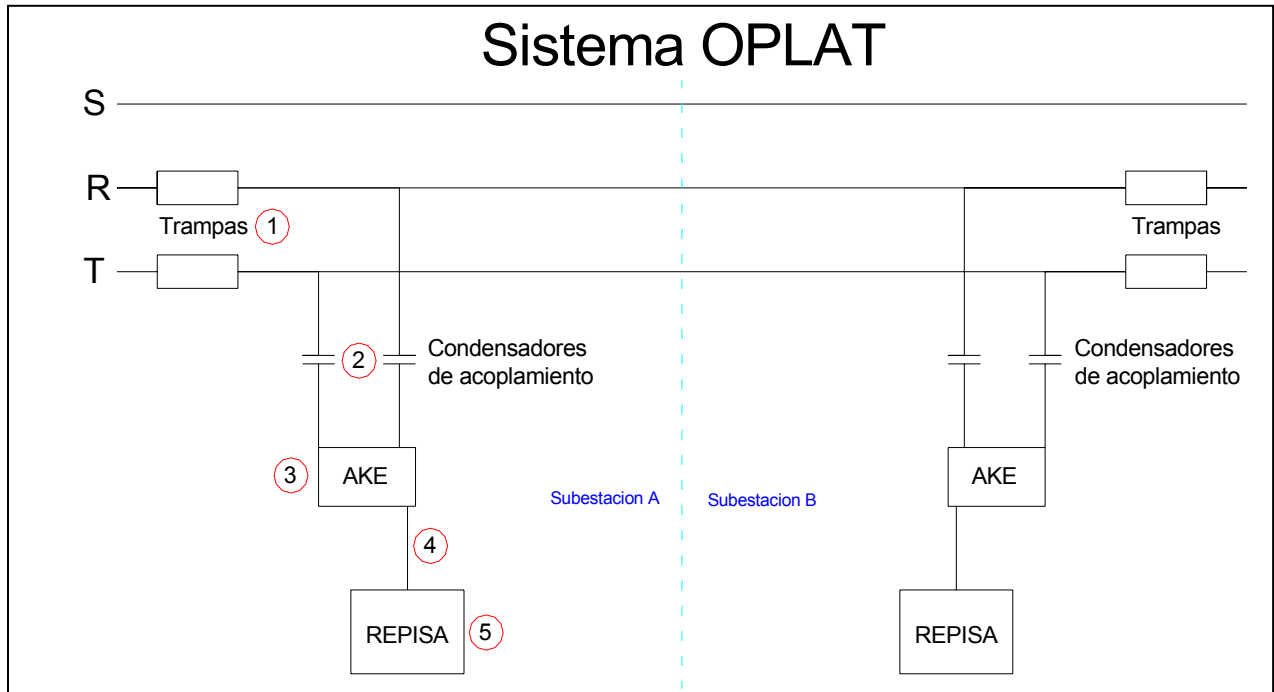 Sistema OPLAT
S
R
Trampas 1
Trampas
T
2
Condensadores
de acoplamiento
Condensadores
de acoplamiento
3
AKE
AKE
Subestacion A
Subestacion B
4
REPISA
5
REPISA